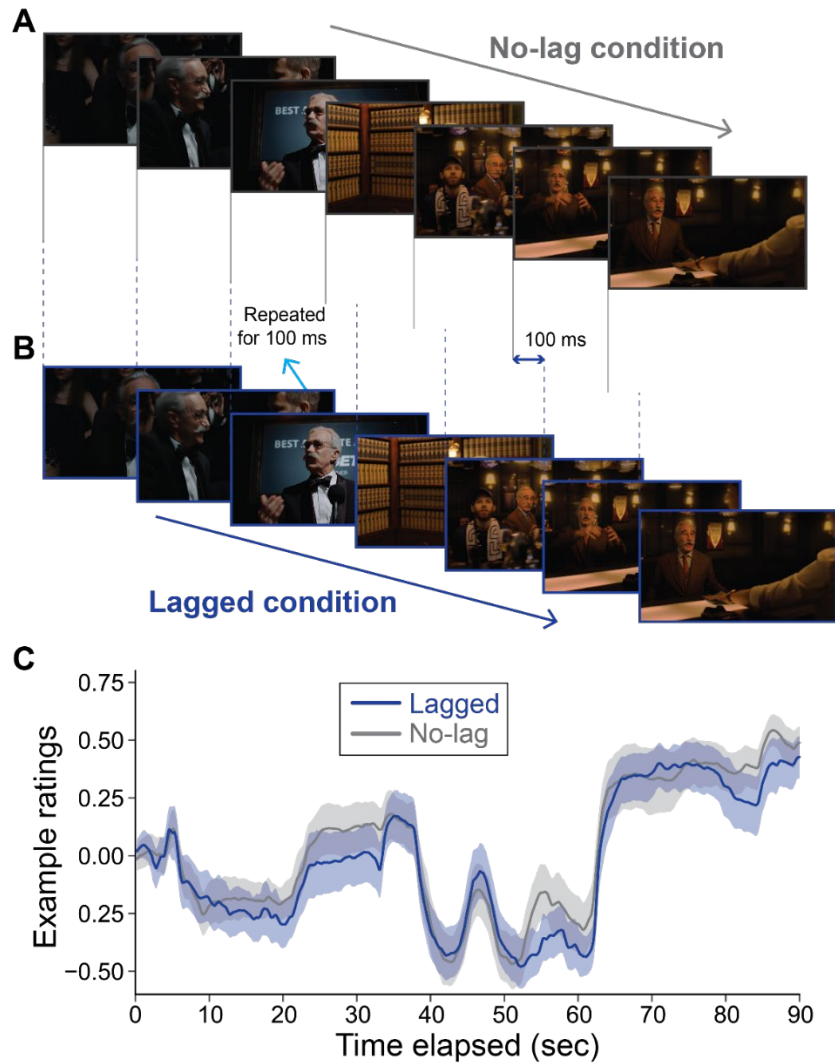 A
No-lag condition
BEST
Repeated
for 100 ms
100 ms
B
BEST
TE
Lagged condition
C
Example ratings
0.75
0.50
0.25
0.00
0.25
−0.50
Lagged
No-lag
0 10 20 30 40 50 60 70 80 90
Time elapsed (sec)